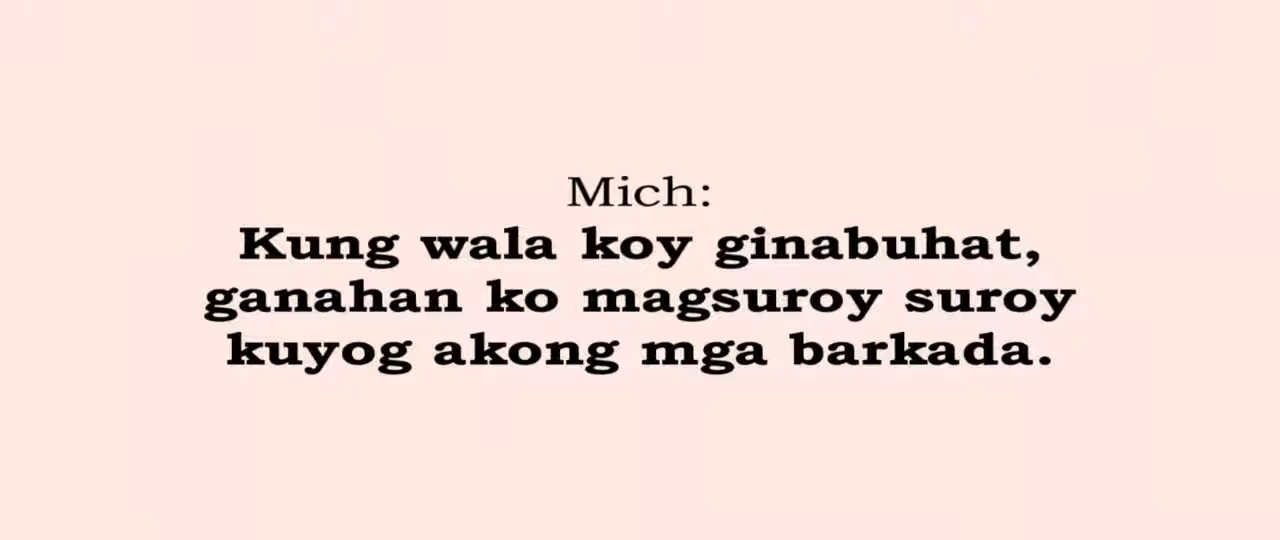 Mich:
Kung wala koy ginabuhat,
ganahan ko magsuroy suroy
kuyog akong mga barkada.